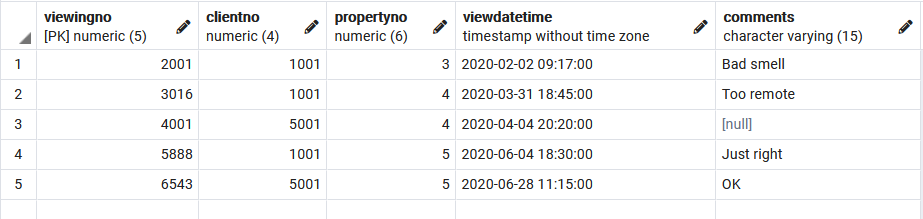 viewingno clientno propertyno viewdatetime comments
[PK] numeric (5) numeric (4) numeric (6) timestamp without time zone character varying (15)
1 2001 1001 3 2020-02-02 09:17:00 Bad smell
2 3016 1001 4 2020-03-31 18:45:00 Too remote
3 4001 5001 4 2020-04-04 20:20:00 [null]
4 5888 1001 5 2020-06-04 18:30:00 Just right
5 6543 5001 5 2020-06-28 11:15:00 OK